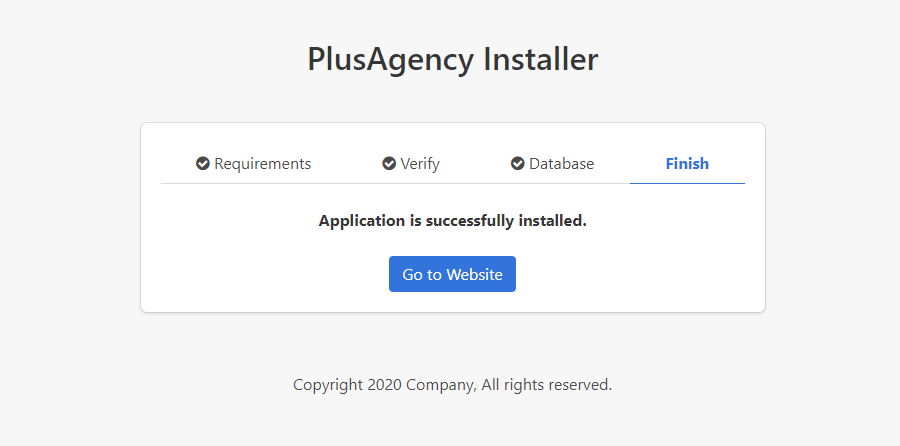 PlusAgency Installer
Requirements Verify Database Finish
Application is successfully installed.
Go to Website
Copyright 2020 Company, All rights reserved.